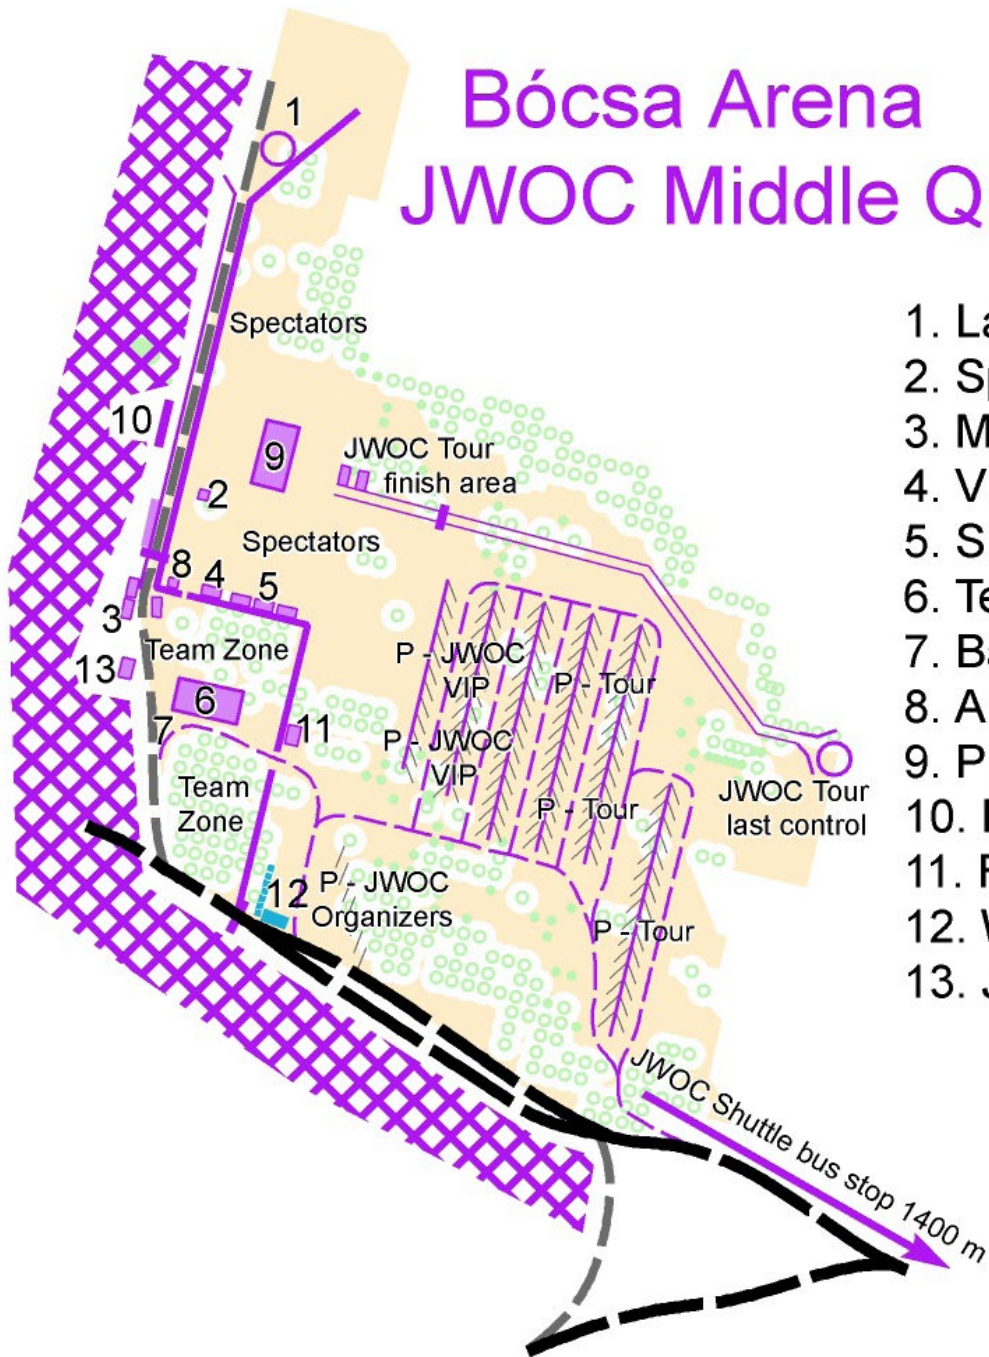 Bócsa Arena
JWOC Middle Q
1
Spectators
10
9
JWOC Tour
finish area
2
Spectators
8
4
5
3
Team Zone
13
6
7
11
P - JWOC
VIP
P - Tour
P - JWOC
VIP
P - Tour
JWOC Tour
last control
Team
Zone
12
P - JWOC
Organizers
P - Tour
JWOC Shuttle bus stop 1400 m
1. La
2. Sp
3. M
4. V
5. S
6. Te
7. Ba
8. A
9. P
10.
11.
12.
13. J